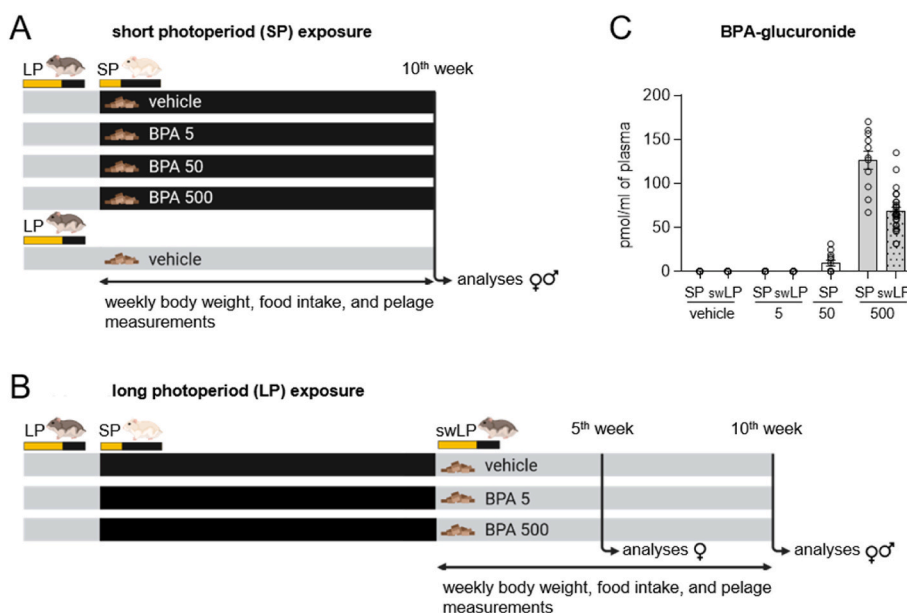 A
short photoperiod (SP) exposure
LP
SP
10th week
vehicle
BPA 5
BPA 50
BPA 500
LP
vehicle
analyses ♀♂
weekly body weight, food intake, and pelage
measurements
C
BPA-glucuronide
pmol/ml of plasma
200
150
100
50
0
SP swLP SP swLP SP SP swLP
vehicle 5 50 500
B
long photoperiod (LP) exposure
LP
SP
swLP
5th week
10th week
vehicle
BPA 5
BPA 500
analyses ♀
analyses ♀♂
weekly body weight, food intake, and pelage
measurements